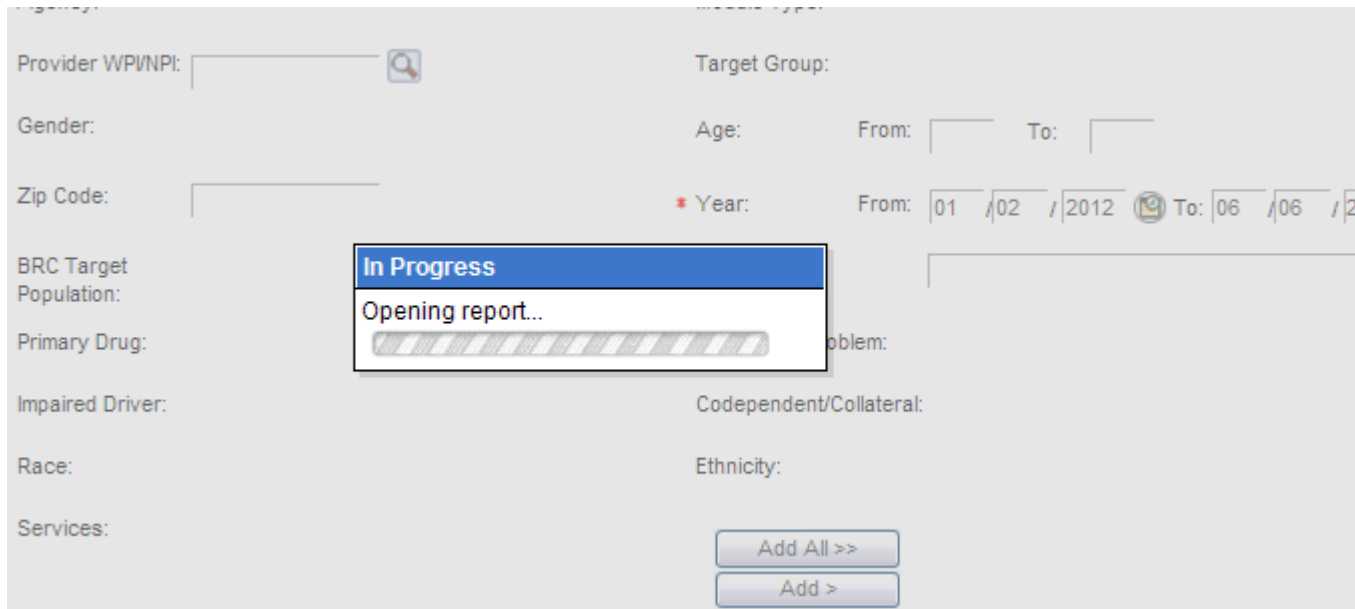 Provider WPI/NPI:
Target Group:
Gender:
Age: From: To:
Zip Code:
* Year: From: 01 /02 /2012 To: 06 /06 /2
BRC Target
Population:
In Progress
Opening report...
Primary Drug:
Impaired Driver:
Codependent/Collateral:
Race:
Ethnicity:
Services:
Add All >>
Add >